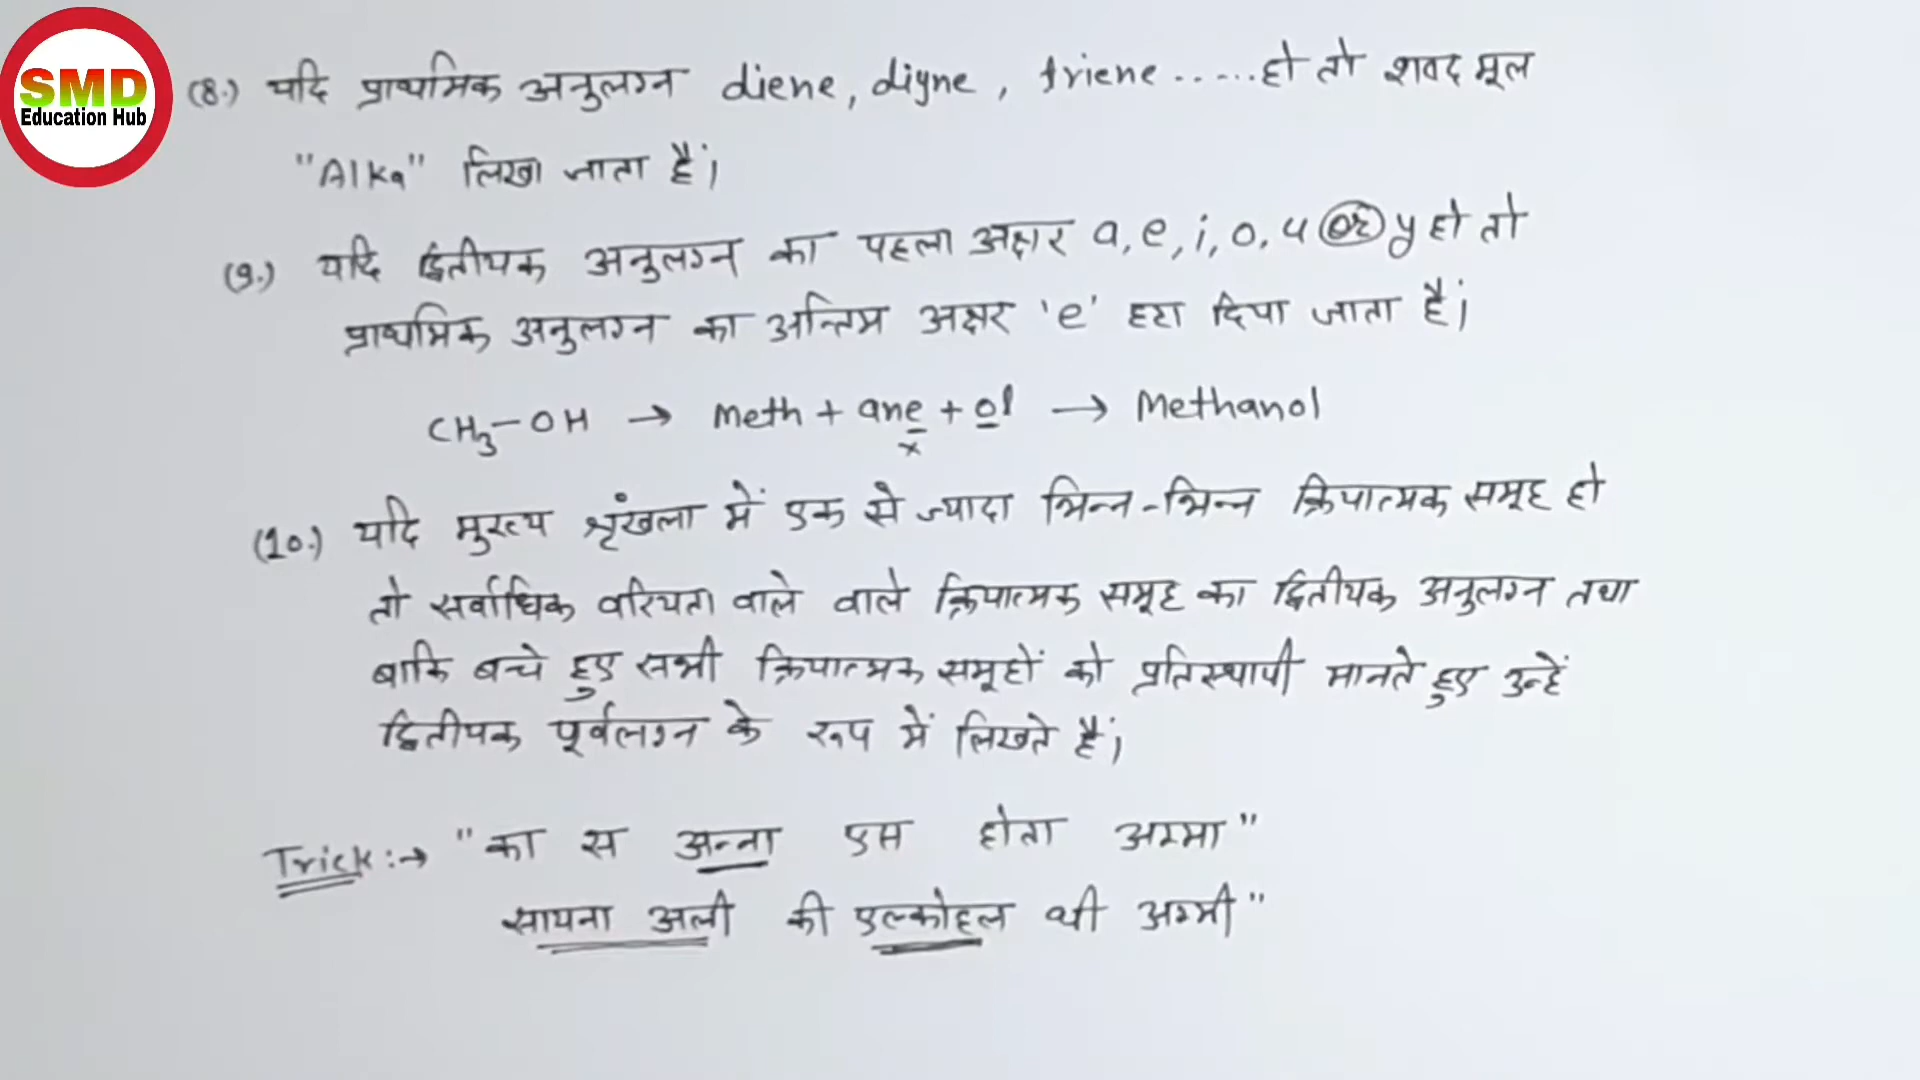 SMD
Education Hub
(8.) यदि प्राथमिक अनुलग्न diene, diyne, triene ......हो तो शब्द मूल
"Alka" लिखा जाता है।
(9.) यदि द्वितीयक अनुलग्न का पहला अक्षर a, e, i, o, u or y हो तो
प्राथमिक अनुलग्न का अन्तिम अक्षर 'e' हटा दिया जाता है।
CH3-OH → Meth + ane + ol → Methanol
x
(10.) यदि मुख्य श्रृंखला में एक से ज्यादा भिन्न-भिन्न क्रियात्मक समूह हो
तो सर्वाधिक वरियता वाले वाले क्रियात्मक समूह का द्वितीयक अनुलग्न तथा
बाकि बच्चे हुए सभी क्रियात्मक समूहों को प्रतिस्थापी मानते हुए उन्हें
द्वितीयक पूर्वलग्न के रूप में लिखते है।
Trick:→ "का स अन्ना एस होता अम्मा"
सायना अली की एल्कोहल थी अम्मी"